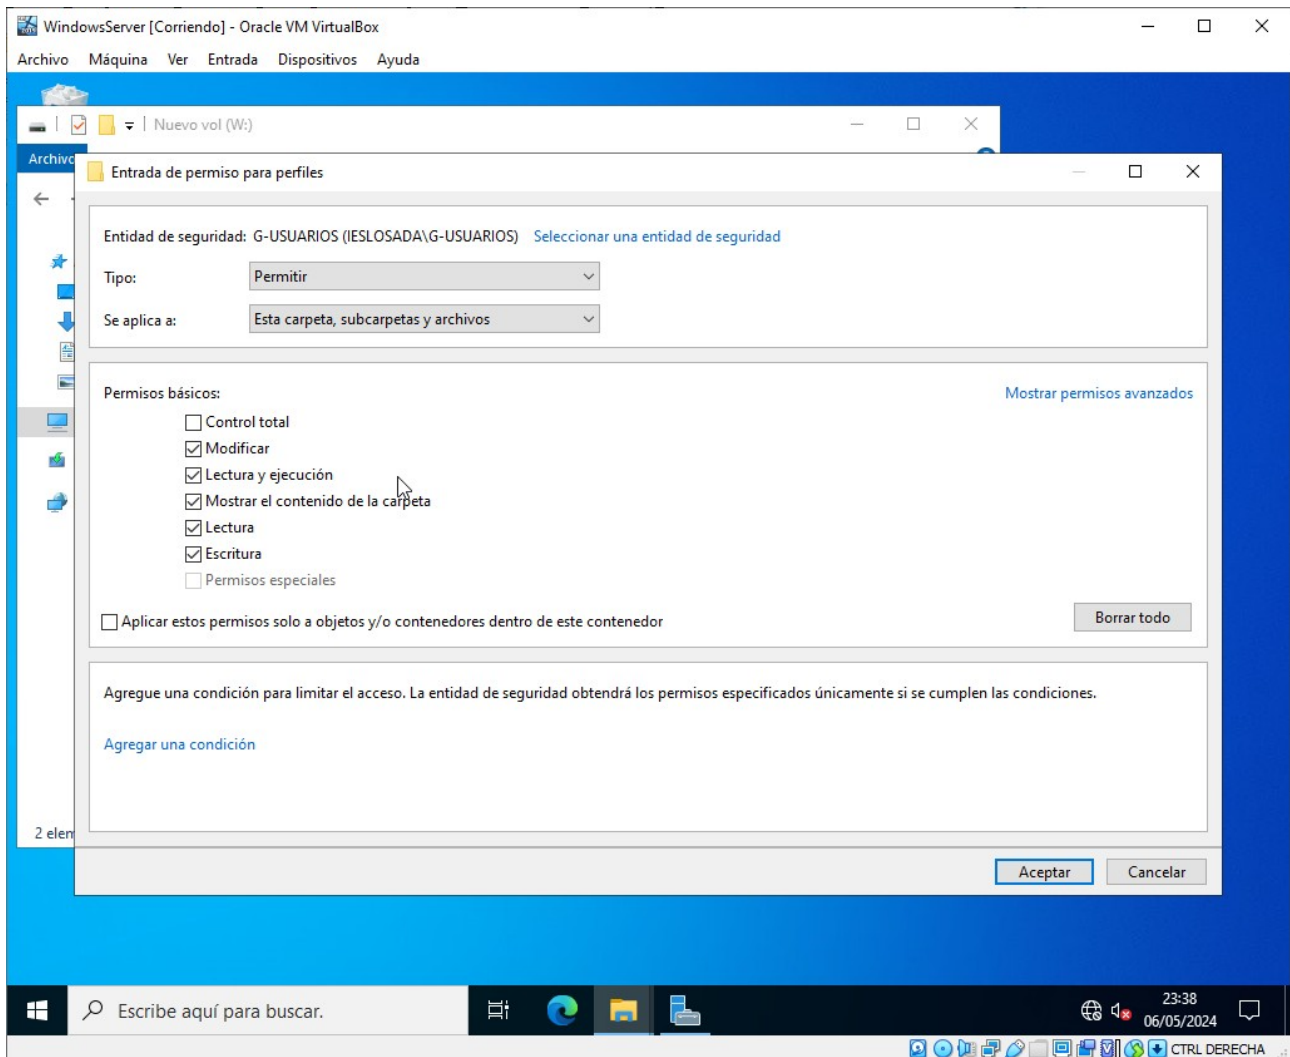 WindowsServer [Corriendo] - Oracle VM VirtualBox
Archivo Máquina Ver Entrada Dispositivos Ayuda
Nuevo vol (W:)
Archivo
Entrada de permiso para perfiles
Entidad de seguridad: G-USUARIOS (IESLOSADA\G-USUARIOS) Seleccionar una entidad de seguridad
Tipo: Permitir
Se aplica a: Esta carpeta, subcarpetas y archivos
Permisos básicos: Mostrar permisos avanzados
Control total
Modificar
Lectura y ejecución
Mostrar el contenido de la carpeta
Lectura
Escritura
Permisos especiales
Aplicar estos permisos solo a objetos y/o contenedores dentro de este contenedor Borrar todo
Agregue una condición para limitar el acceso. La entidad de seguridad obtendrá los permisos especificados únicamente si se cumplen las condiciones.
Agregar una condición
2 elem
Aceptar Cancelar
Escribe aquí para buscar.
23:38
06/05/2024
CTRL DERECHA